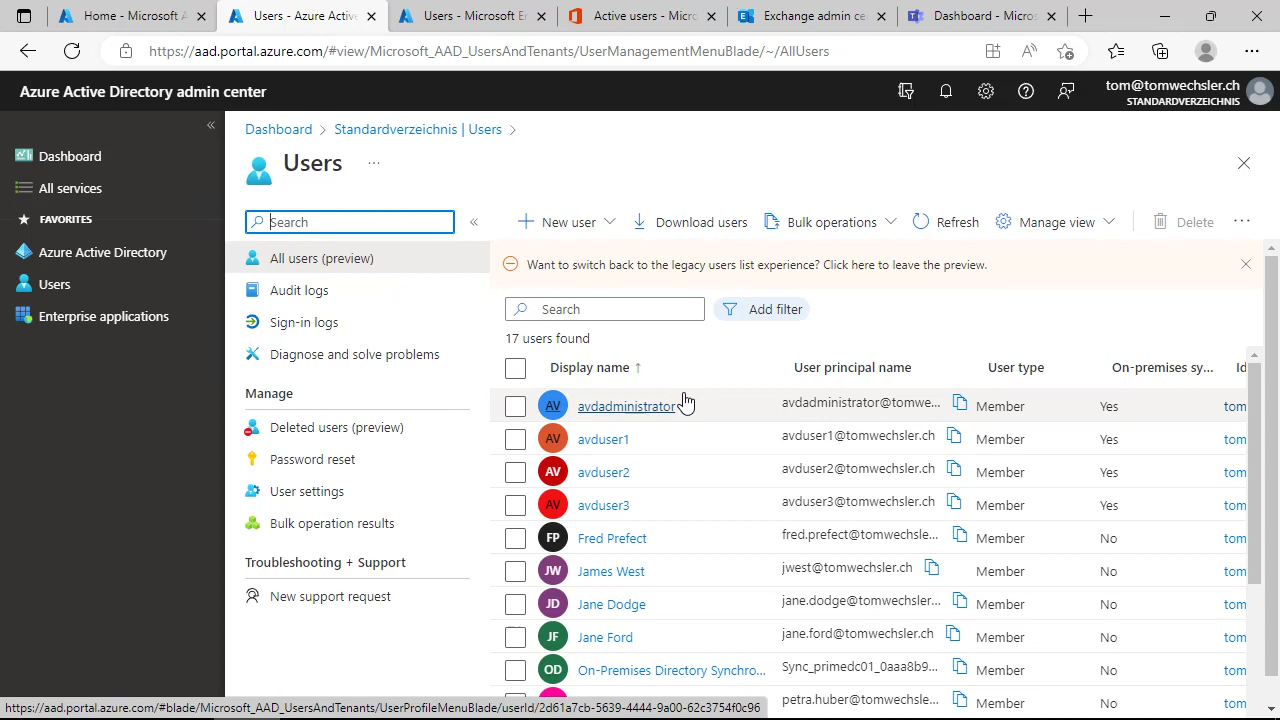 Home - Microsoft A
Users - Azure Activ
Users - Microsoft En
Active users - Micro
Exchange admin ce
Dashboard - Micros
https://aad.portal.azure.com/#view/Microsoft_AAD_UsersAndTenants/UserManagementMenuBlade/~/AllUsers
Azure Active Directory admin center
tom@tomwechsler.ch
STANDARDVERZEICHNIS
Dashboard
All services
FAVORITES
Azure Active Directory
Users
Enterprise applications
Dashboard > Standardverzeichnis | Users >
Users ...
Search
All users (preview)
Audit logs
Sign-in logs
Diagnose and solve problems
Manage
Deleted users (preview)
Password reset
User settings
Bulk operation results
Troubleshooting + Support
New support request
New user
Download users
Bulk operations
Refresh
Manage view
Delete
Want to switch back to the legacy users list experience? Click here to leave the preview.
Search
Add filter
17 users found
Display name ↑ User principal name User type On-premises sy... Id
AV avdadministrator avdadministrator@tomwe... Member Yes tom
AV avduser1 avduser1@tomwechsler.ch Member Yes tom
AV avduser2 avduser2@tomwechsler.ch Member Yes tom
AV avduser3 avduser3@tomwechsler.ch Member Yes tom
FP Fred Prefect fred.prefect@tomwechsle... Member No tom
JW James West jwest@tomwechsler.ch Member No tom
JD Jane Dodge jane.dodge@tomwechsler... Member No tom
JF Jane Ford jane.ford@tomwechsler.ch Member No tom
OD On-Premises Directory Synchro... Sync_primedc01_0aaa8b9... Member No tom
petra.huber@tomwechsle... Member No tom
https://aad.portal.azure.com/#blade/Microsoft_AAD_UsersAndTenants/UserProfileMenuBlade/userId/2d61a7cb-5639-4444-9a00-62c3754f0c96